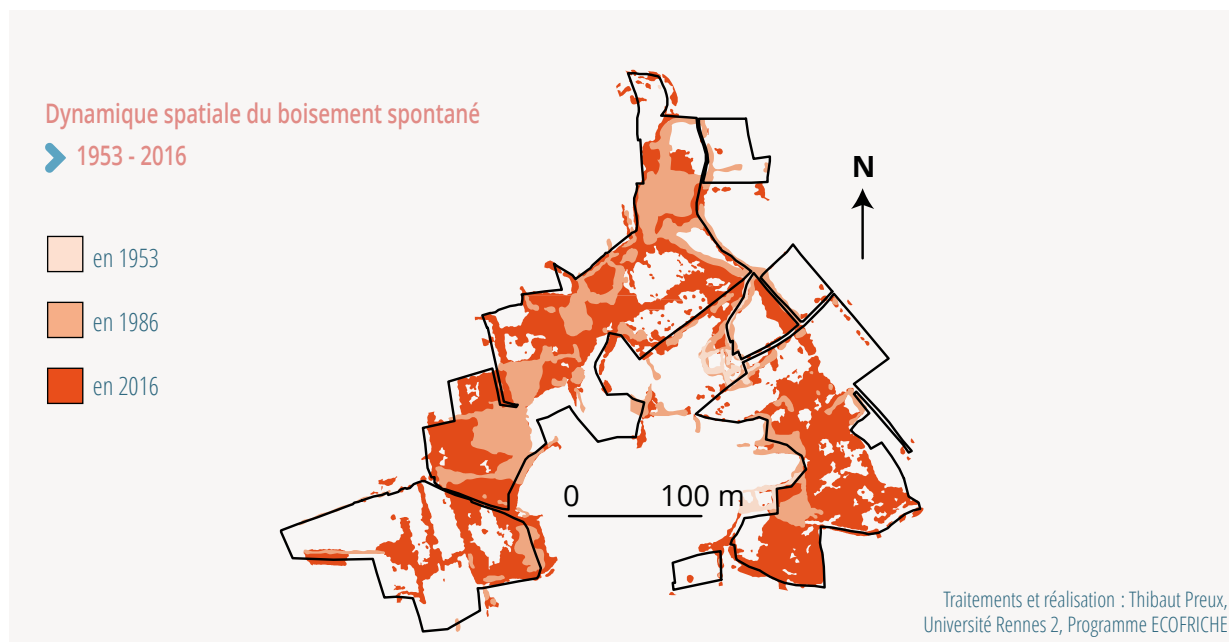 Dynamique spatiale du boisement spontané
1953 - 2016
N
en 1953
en 1986
en 2016
0 100 m
Traitements et réalisation : Thibaut Preux,
Université Rennes 2, Programme ECOFRICHE